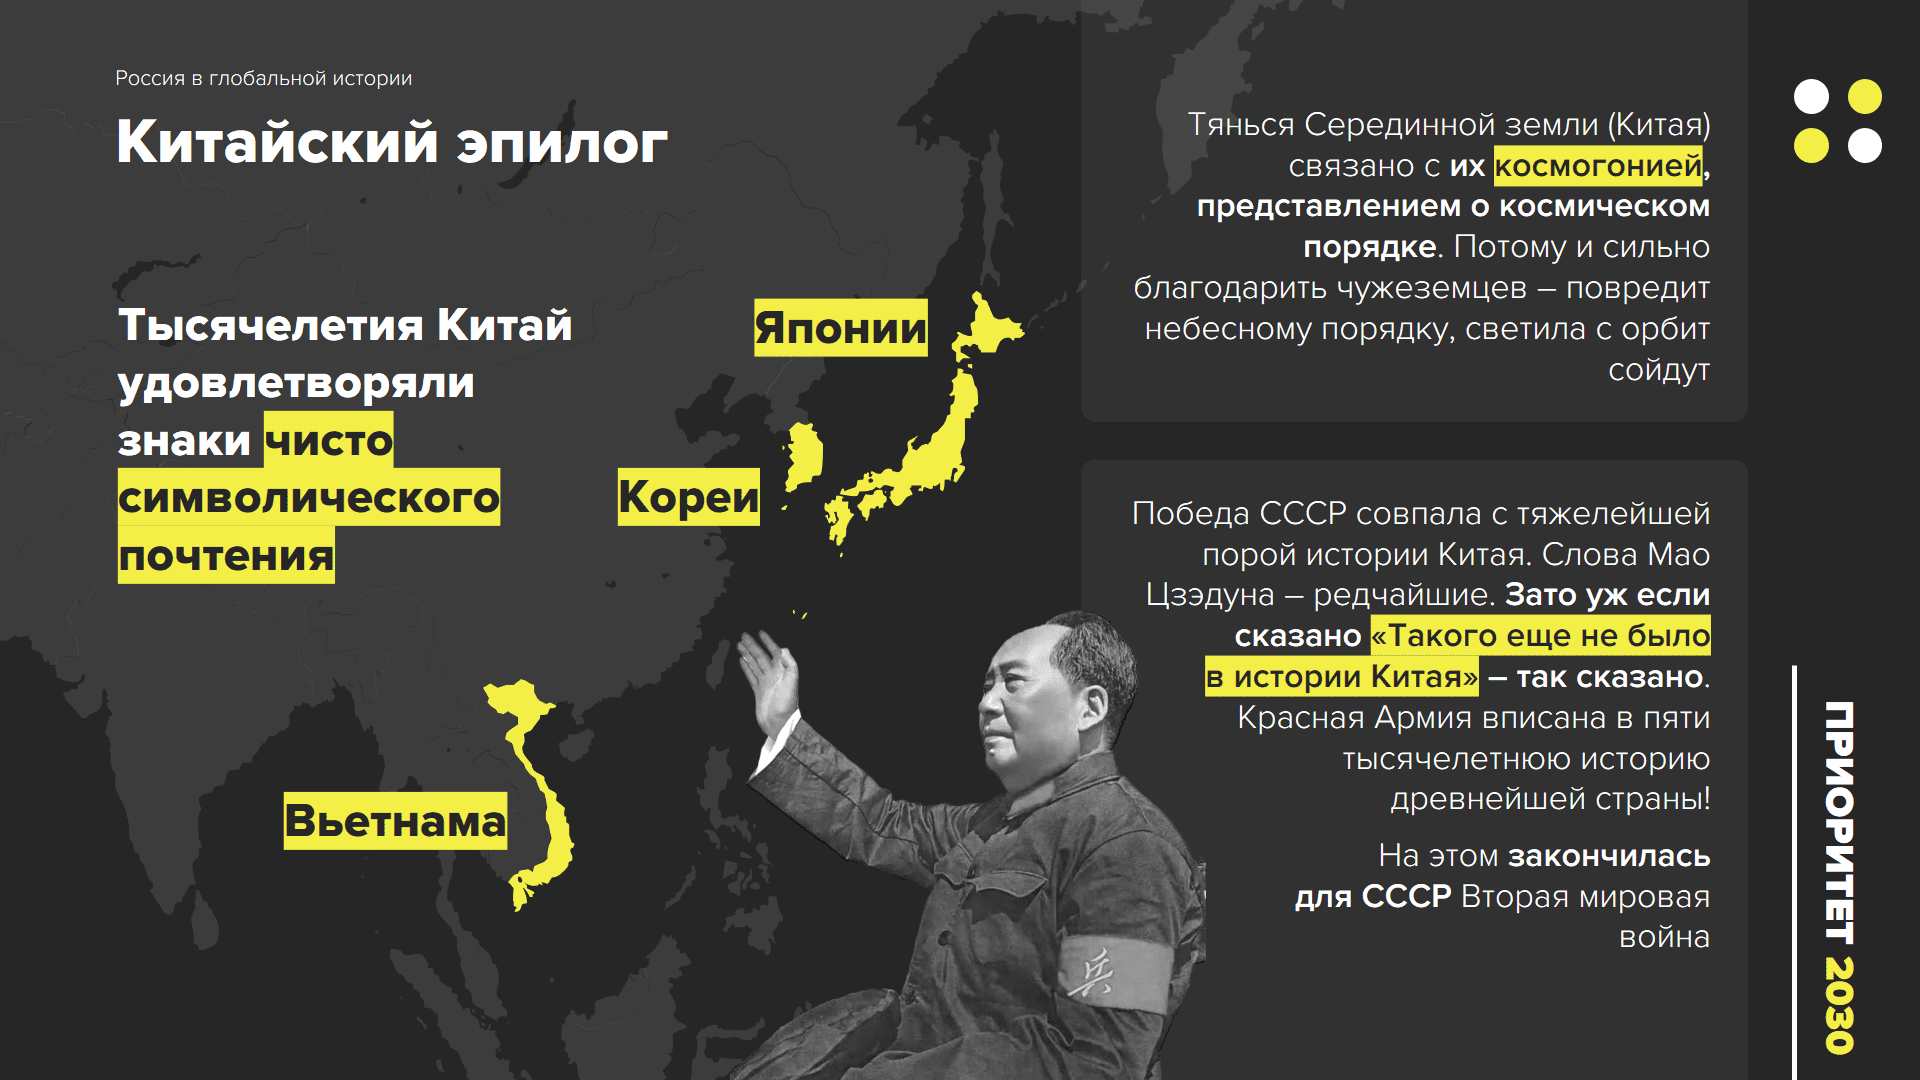 Россия в глобальной истории
Китайский эпилог
Тысячелетия Китай
удовлетворяли
знаки чисто
символического
почтения
Японии
Кореи
Вьетнама
Тянься Серединной земли (Китая)
связано с их космогонией,
представлением о космическом
порядке. Потому и сильно
благодарить чужеземцев – повредит
небесному порядку, светила с орбит
сойдут
Победа СССР совпала с тяжелейшей
порой истории Китая. Слова Мао
Цзэдуна – редчайшие. Зато уж если
сказано «Такого еще не было
в истории Китая» – так сказано.
Красная Армия вписана в пяти
тысячелетнюю историю
древнейшей страны!
На этом закончилась
для СССР Вторая мировая
война
兵
ПРИОРИТЕТ 2030